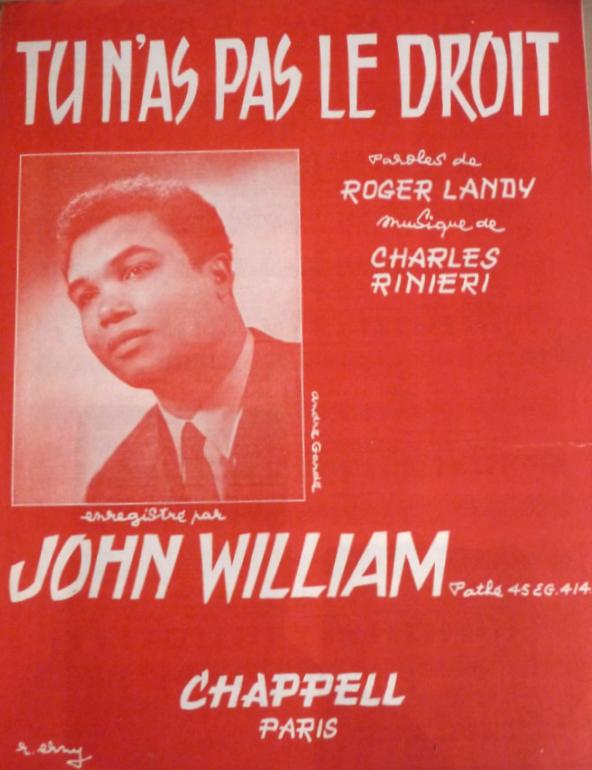 TU N'AS PAS LE DROIT
Paroles de
ROGER LANDY
musique de
CHARLES
RINIERI
andré Gardé
enregistré par
JOHN WILLIAM Pathé 45 EG. 414
CHAPPELL
PARIS